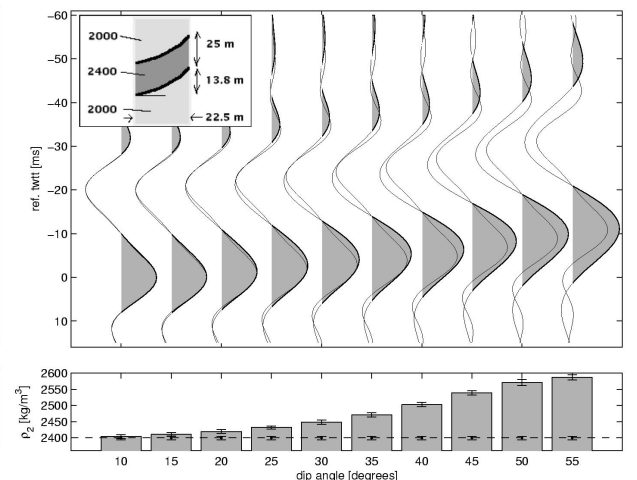 −60
−50
−40
−30
−20
−10
0
10
ref. twtt [ms]
2000
2400
2000
25 m
13.8 m
22.5 m
2600
2550
2500
2450
2400
ρ2 [kg/m3]
10 15 20 25 30 35 40 45 50 55
dip angle [degrees]